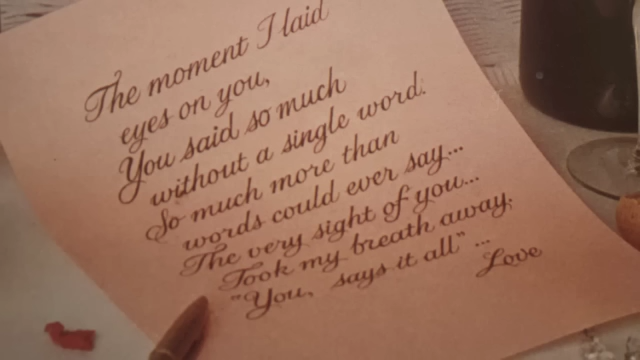 The moment I laid
eyes on you,
You said so much
without a single word.
So much more than
words could ever say...
The very sight of you...
Took my breath away.
"You, says it all" ...
Love